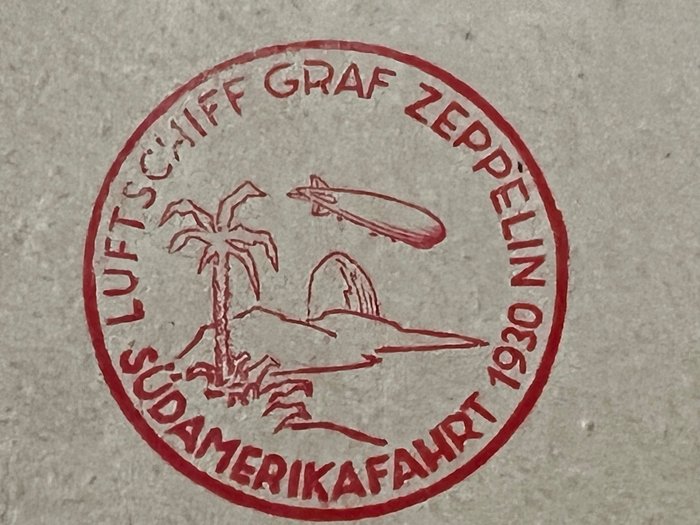 LUFTSCHIFF GRAF ZEPPELIN 1930
SÜDAMERIKAFAHRT